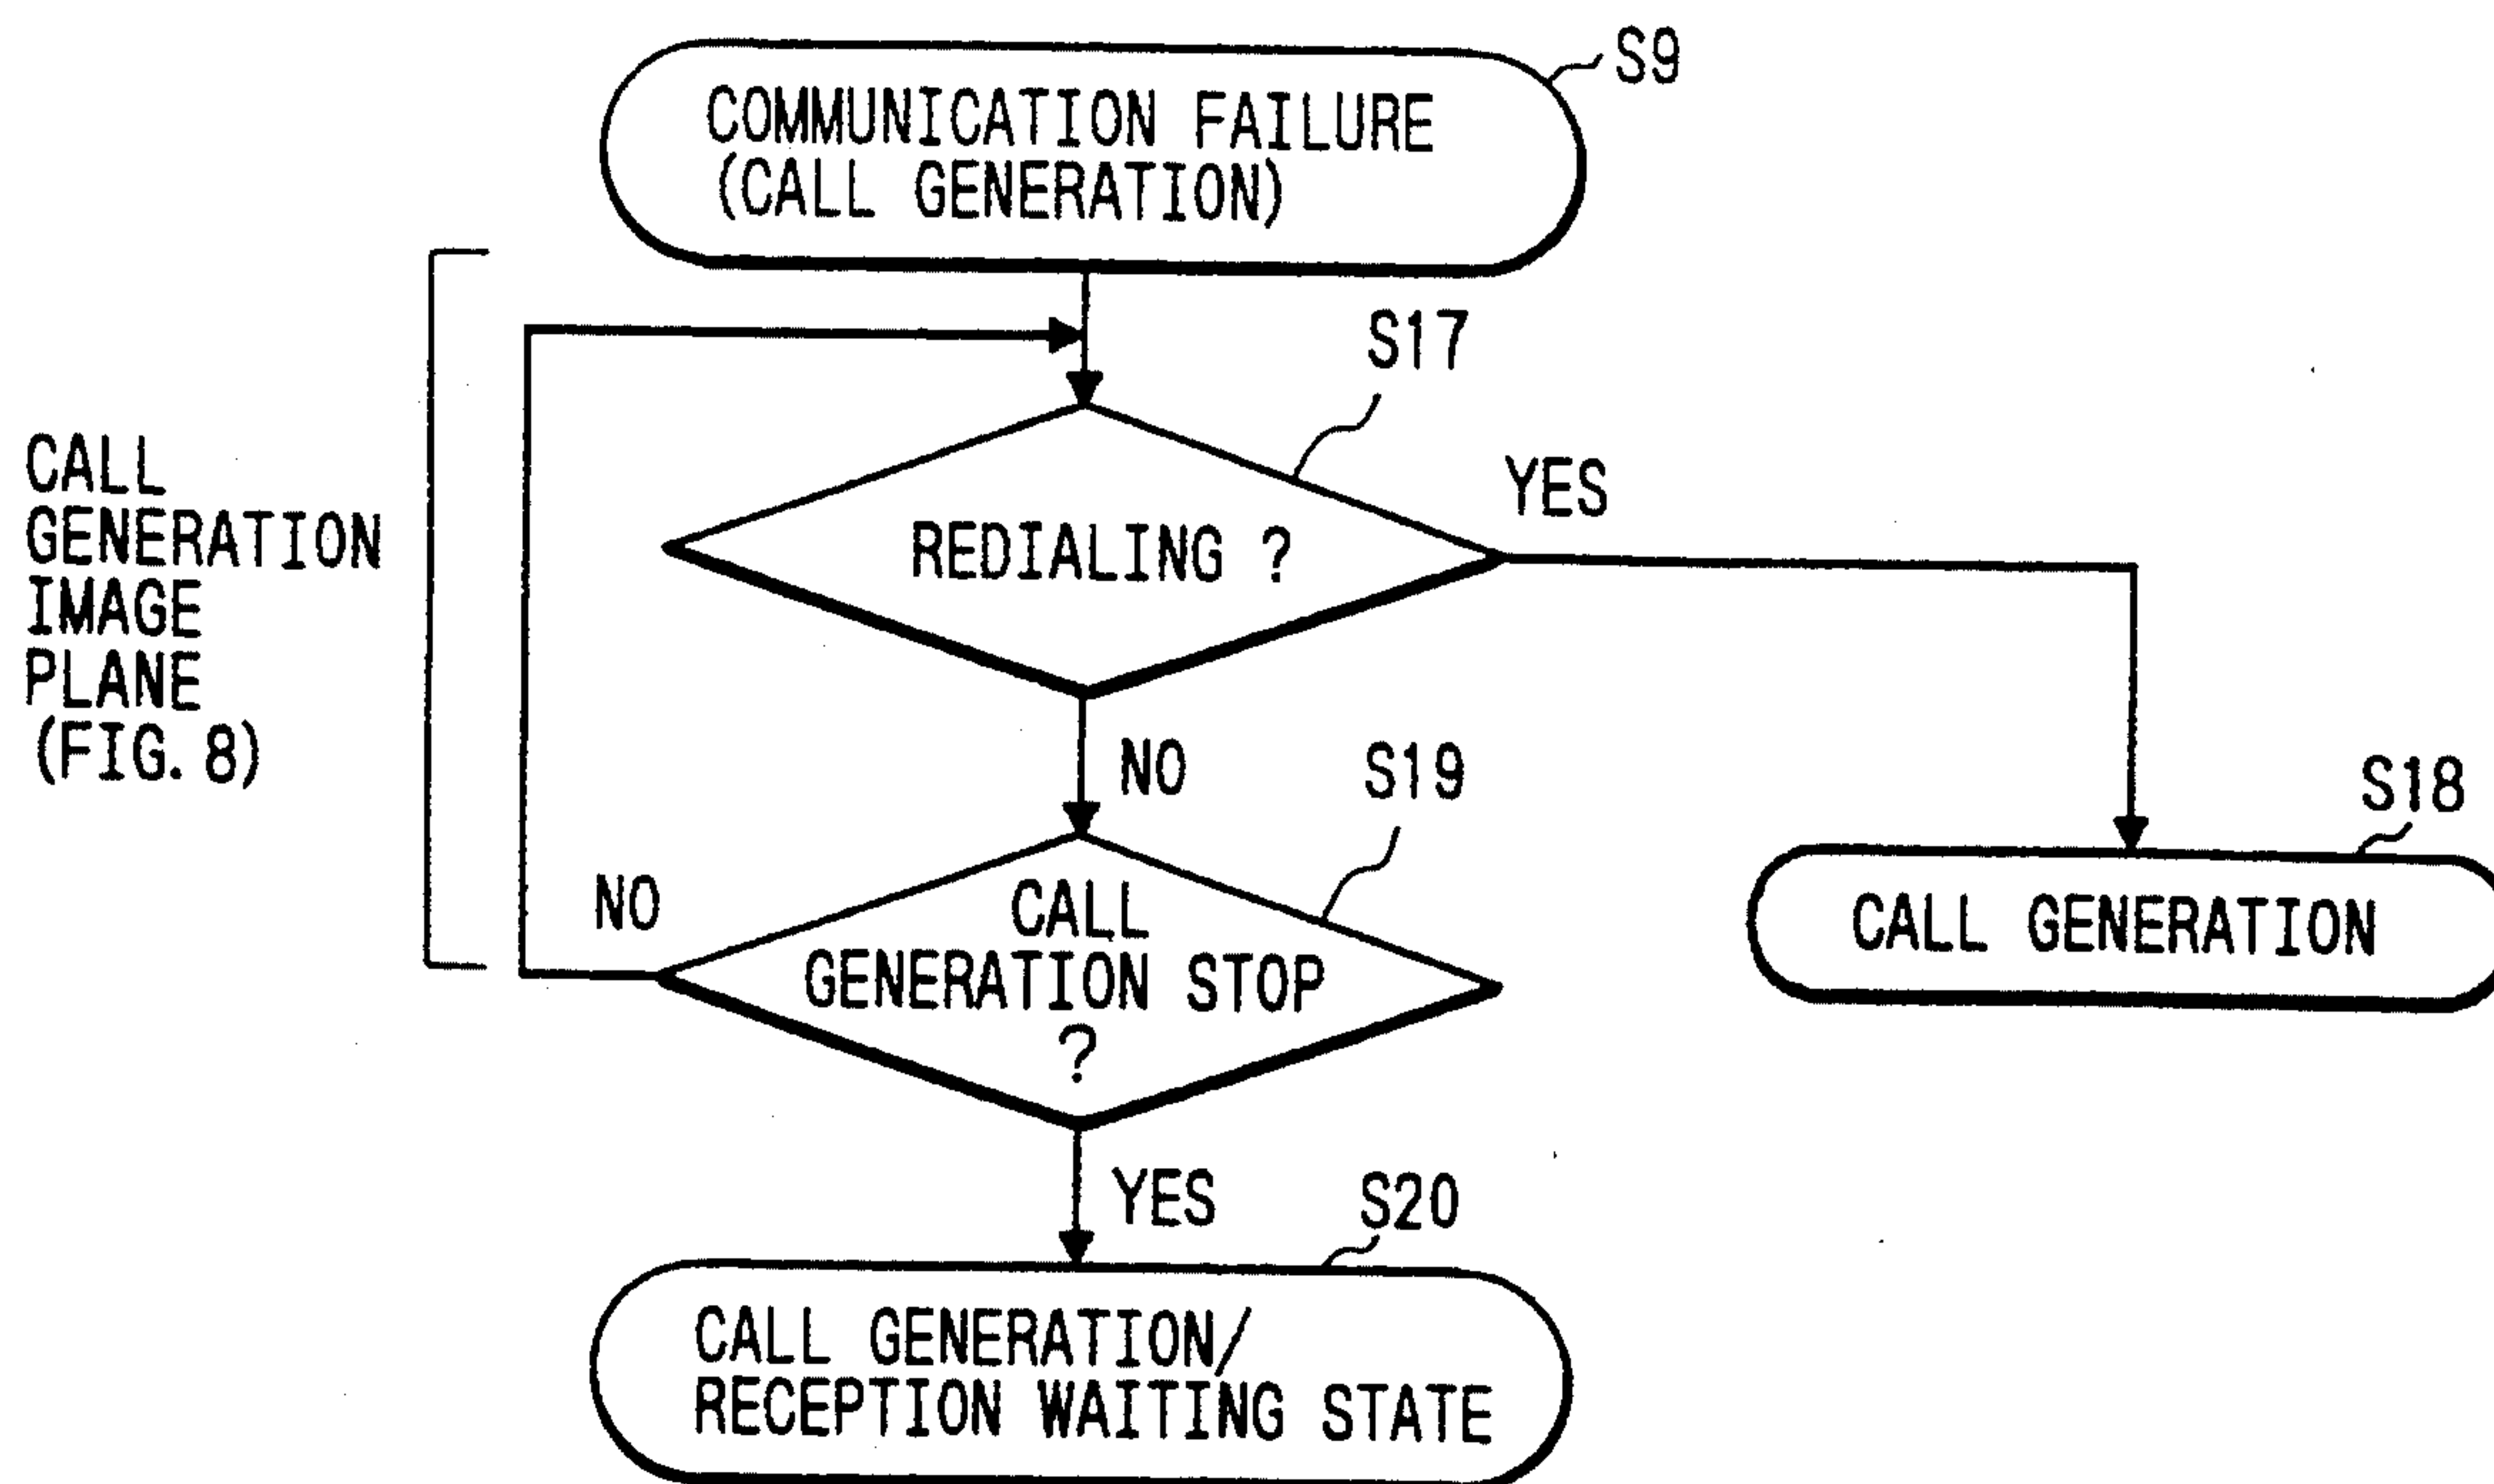 S9
COMMUNICATION FAILURE
(CALL GENERATION)
S17
CALL
GENERATION
IMAGE
PLANE
(FIG. 8)
YES
REDIALING ?
NO
S19
S18
NO
CALL
GENERATION STOP
?
CALL GENERATION
YES
S20
CALL GENERATION/
RECEPTION WAITING STATE